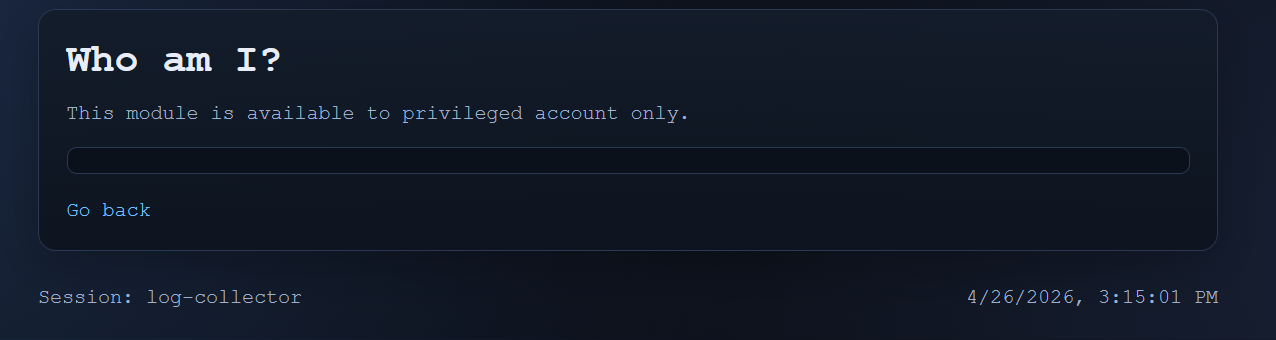 Who am I?
This module is available to privileged account only.
Go back
Session: log-collector
4/26/2026, 3:15:01 PM